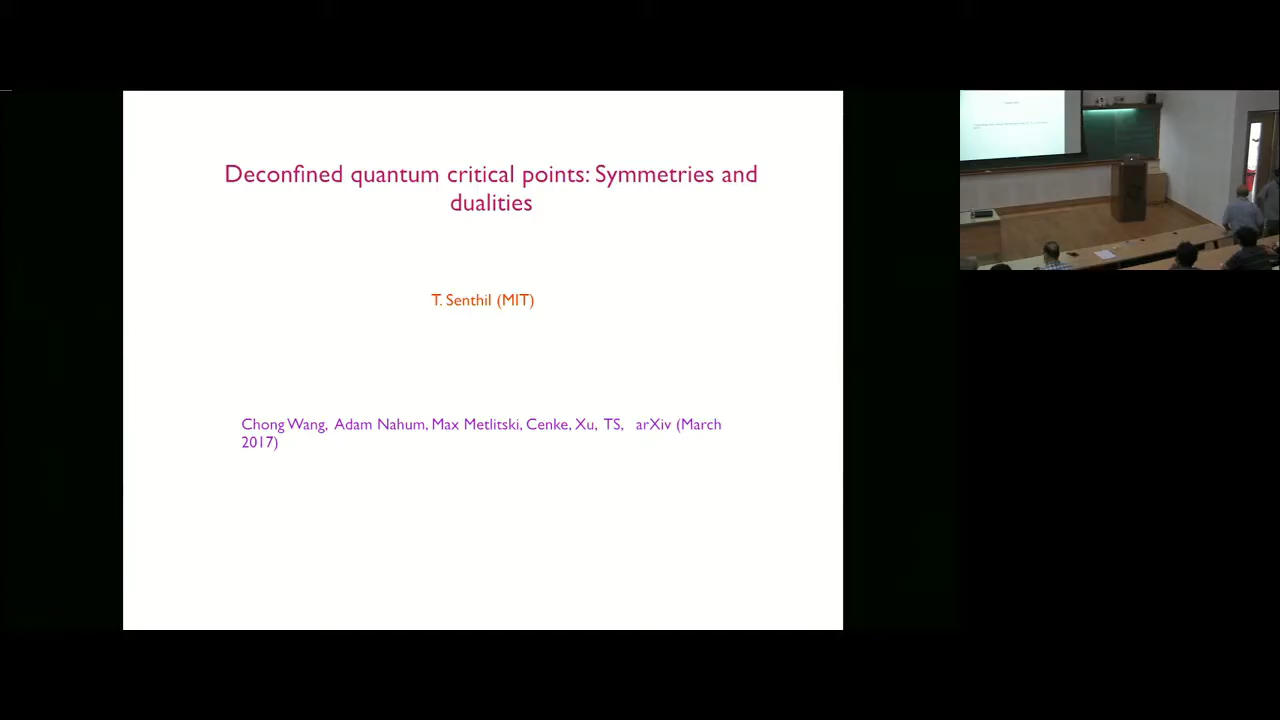 Deconfined quantum critical points: Symmetries and
dualities
T. Senthil (MIT)
Chong Wang, Adam Nahum, Max Metlitski, Cenke, Xu, TS, arXiv (March
2017)